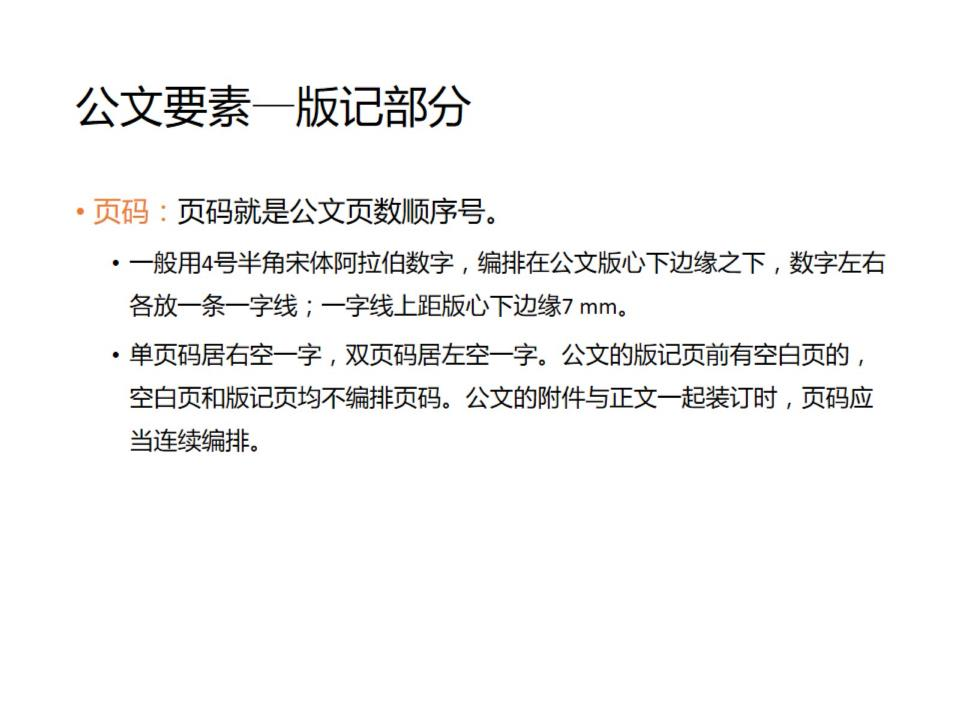 公文要素—版记部分
• 页码：页码就是公文页数顺序号。
• 一般用4号半角宋体阿拉伯数字，编排在公文版心下边缘之下，数字左右
各放一条一字线；一字线上距版心下边缘7 mm。
• 单页码居右空一字，双页码居左空一字。公文的版记页前有空白页的，
空白页和版记页均不编排页码。公文的附件与正文一起装订时，页码应
当连续编排。